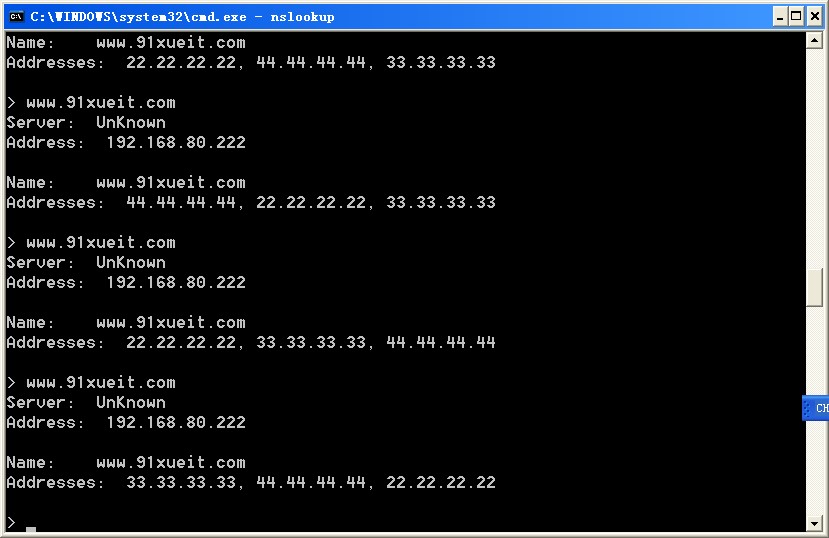 C:\WINDOWS\system32\cmd.exe - nslookup
Name:    www.91xueit.com
Addresses:  22.22.22.22, 44.44.44.44, 33.33.33.33
> www.91xueit.com
Server:  UnKnown
Address:  192.168.80.222
Name:    www.91xueit.com
Addresses:  44.44.44.44, 22.22.22.22, 33.33.33.33
> www.91xueit.com
Server:  UnKnown
Address:  192.168.80.222
Name:    www.91xueit.com
Addresses:  22.22.22.22, 33.33.33.33, 44.44.44.44
> www.91xueit.com
Server:  UnKnown
Address:  192.168.80.222
CH
Name:    www.91xueit.com
Addresses:  33.33.33.33, 44.44.44.44, 22.22.22.22
>